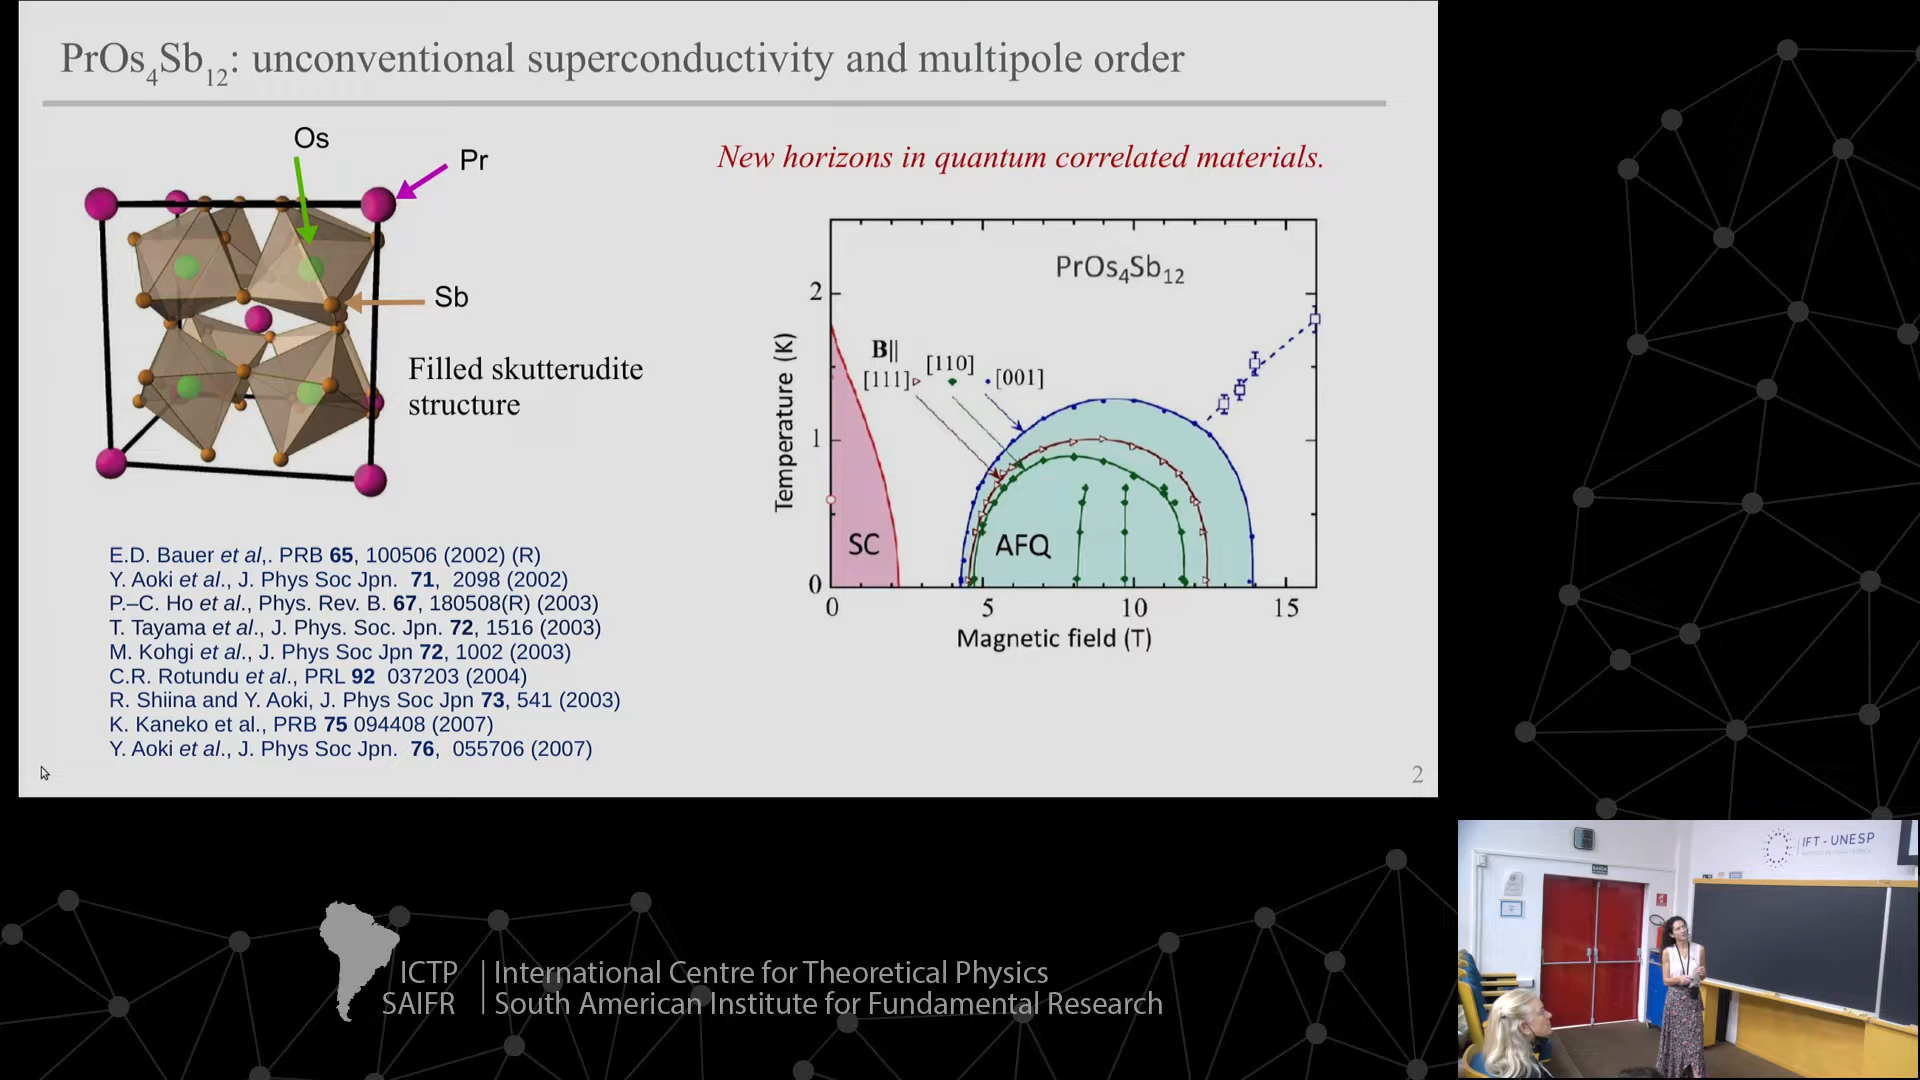 PrOs4Sb12: unconventional superconductivity and multipole order
Os
Pr
Sb
Filled skutterudite
structure
New horizons in quantum correlated materials.
PrOs4Sb12
Temperature (K)
2
1
0
B||
[111]
[110]
[001]
SC
AFQ
0
5
10
15
Magnetic field (T)
E.D. Bauer et al,. PRB 65, 100506 (2002) (R)
Y. Aoki et al., J. Phys Soc Jpn. 71, 2098 (2002)
P.–C. Ho et al., Phys. Rev. B. 67, 180508(R) (2003)
T. Tayama et al., J. Phys. Soc. Jpn. 72, 1516 (2003)
M. Kohgi et al., J. Phys Soc Jpn 72, 1002 (2003)
C.R. Rotundu et al., PRL 92 037203 (2004)
R. Shiina and Y. Aoki, J. Phys Soc Jpn 73, 541 (2003)
K. Kaneko et al., PRB 75 094408 (2007)
Y. Aoki et al., J. Phys Soc Jpn. 76, 055706 (2007)
2
IFT - UNESP
ICTP
SAIFR
International Centre for Theoretical Physics
South American Institute for Fundamental Research